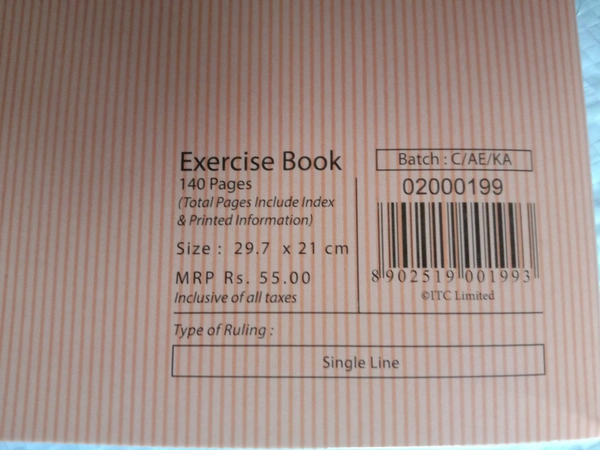 Exercise Book
140 Pages
(Total Pages Include Index
& Printed Information)
Size : 29.7 x 21 cm
MRP Rs. 55.00
Inclusive of all taxes
Batch : C/AE/KA
02000199
8 902519 001993
©ITC Limited
Type of Ruling :
Single Line